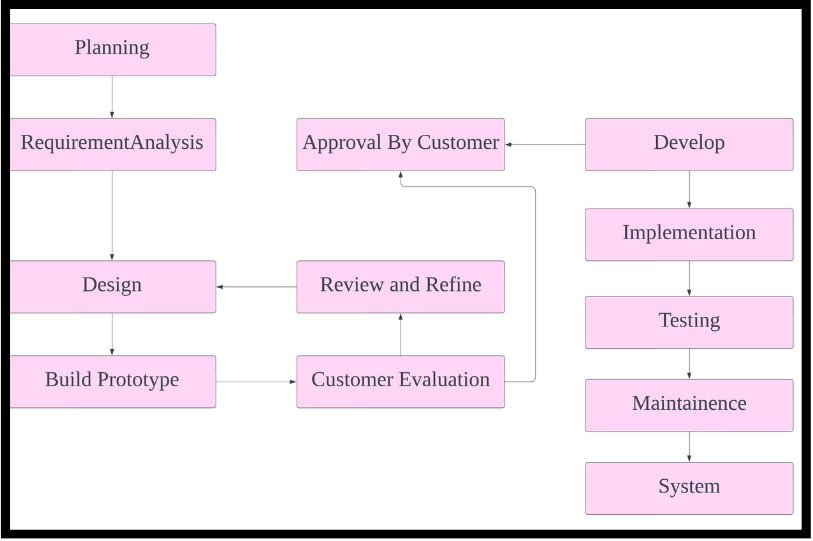 Planning
RequirementAnalysis
Approval By Customer
Develop
Implementation
Design
Review and Refine
Testing
Build Prototype
Customer Evaluation
Maintainence
System